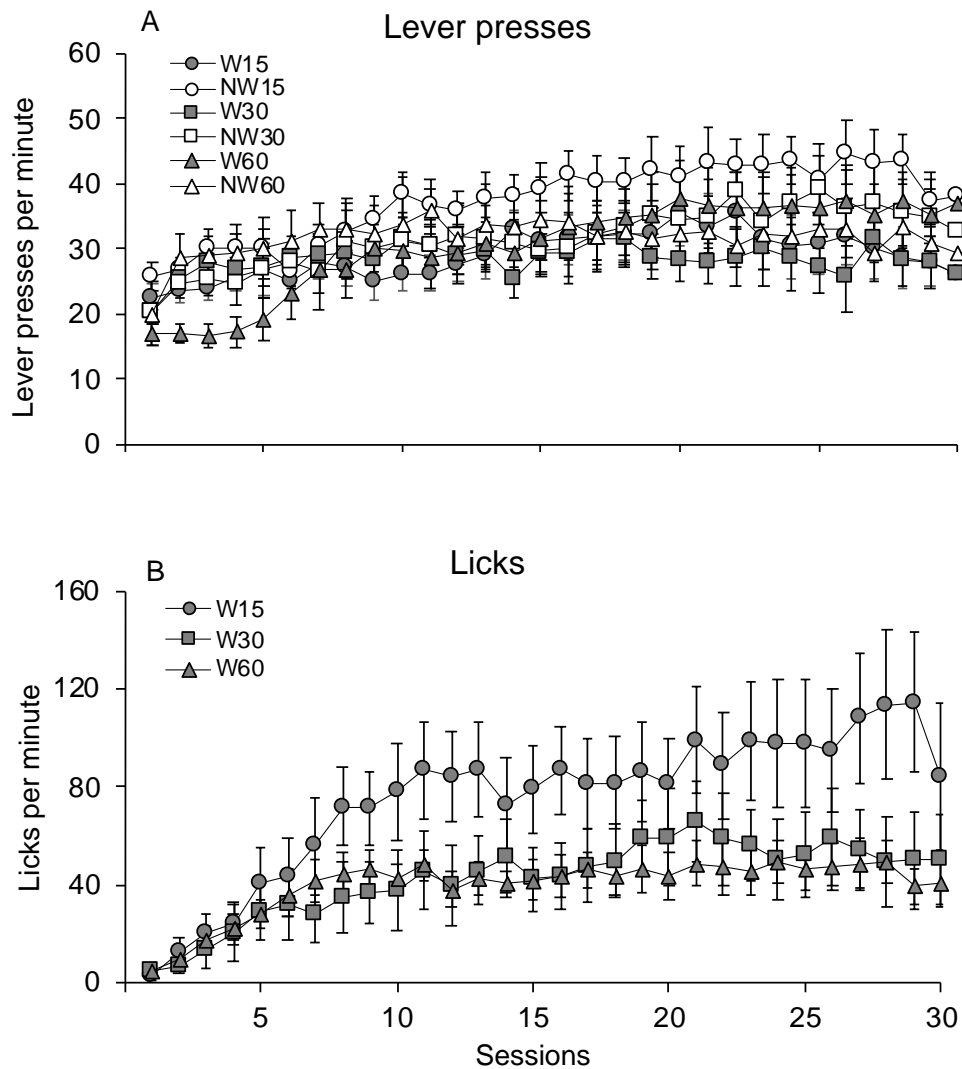 A
Lever presses
60
50
40
30
20
10
0
Lever presses per minute
W15
NW15
W30
NW30
W60
NW60
B
Licks
160
120
80
40
0
Licks per minute
W15
W30
W60
5 10 15 20 25 30
Sessions